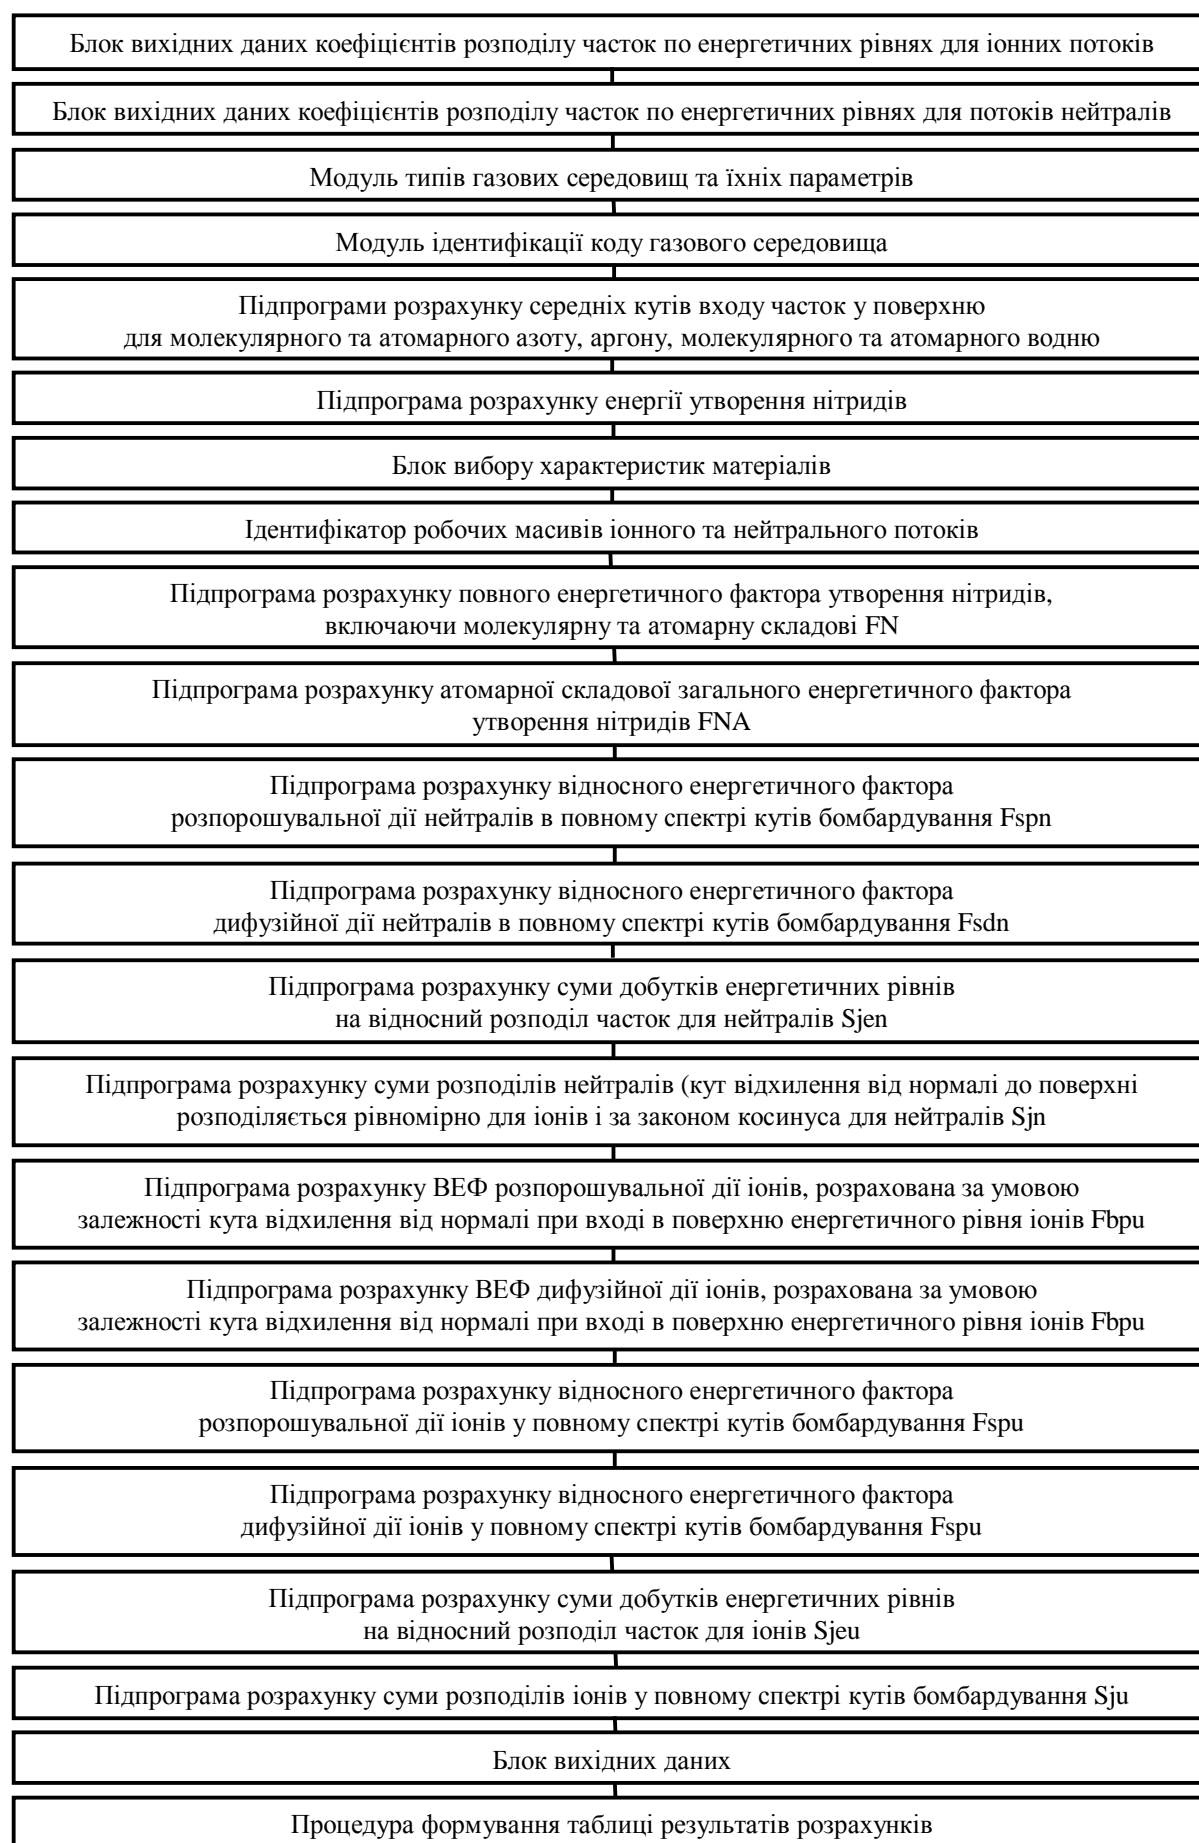 Блок вихідних даних коефіцієнтів розподілу часток по енергетичних рівнях для іонних потоків
Блок вихідних даних коефіцієнтів розподілу часток по енергетичних рівнях для потоків нейтралів
Модуль типів газових середовищ та їхніх параметрів
Модуль ідентифікації коду газового середовища
Підпрограми розрахунку середніх кутів входу часток у поверхню
для молекулярного та атомарного азоту, аргону, молекулярного та атомарного водню
Підпрограма розрахунку енергії утворення нітридів
Блок вибору характеристик матеріалів
Ідентифікатор робочих масивів іонного та нейтрального потоків
Підпрограма розрахунку повного енергетичного фактора утворення нітридів,
включаючи молекулярну та атомарну складові FN
Підпрограма розрахунку атомарної складової загального енергетичного фактора
утворення нітридів FNA
Підпрограма розрахунку відносного енергетичного фактора
розпорошувальної дії нейтралів в повному спектрі кутів бомбардування Fspn
Підпрограма розрахунку відносного енергетичного фактора
дифузійної дії нейтралів в повному спектрі кутів бомбардування Fsdn
Підпрограма розрахунку суми добутків енергетичних рівнів
на відносний розподіл часток для нейтралів Sjen
Підпрограма розрахунку суми розподілів нейтралів (кут відхилення від нормалі до поверхні
розподіляється рівномірно для іонів і за законом косинуса для нейтралів Sjn
Підпрограма розрахунку ВЕФ розпорошувальної дії іонів, розрахована за умовою
залежності кута відхилення від нормалі при вході в поверхню енергетичного рівня іонів Fbpu
Підпрограма розрахунку ВЕФ дифузійної дії іонів, розрахована за умовою
залежності кута відхилення від нормалі при вході в поверхню енергетичного рівня іонів Fbpu
Підпрограма розрахунку відносного енергетичного фактора
розпорошувальної дії іонів у повному спектрі кутів бомбардування Fspu
Підпрограма розрахунку відносного енергетичного фактора
дифузійної дії іонів у повному спектрі кутів бомбардування Fspu
Підпрограма розрахунку суми добутків енергетичних рівнів
на відносний розподіл часток для іонів Sjeu
Підпрограма розрахунку суми розподілів іонів у повному спектрі кутів бомбардування Sju
Блок вихідних даних
Процедура формування таблиці результатів розрахунків